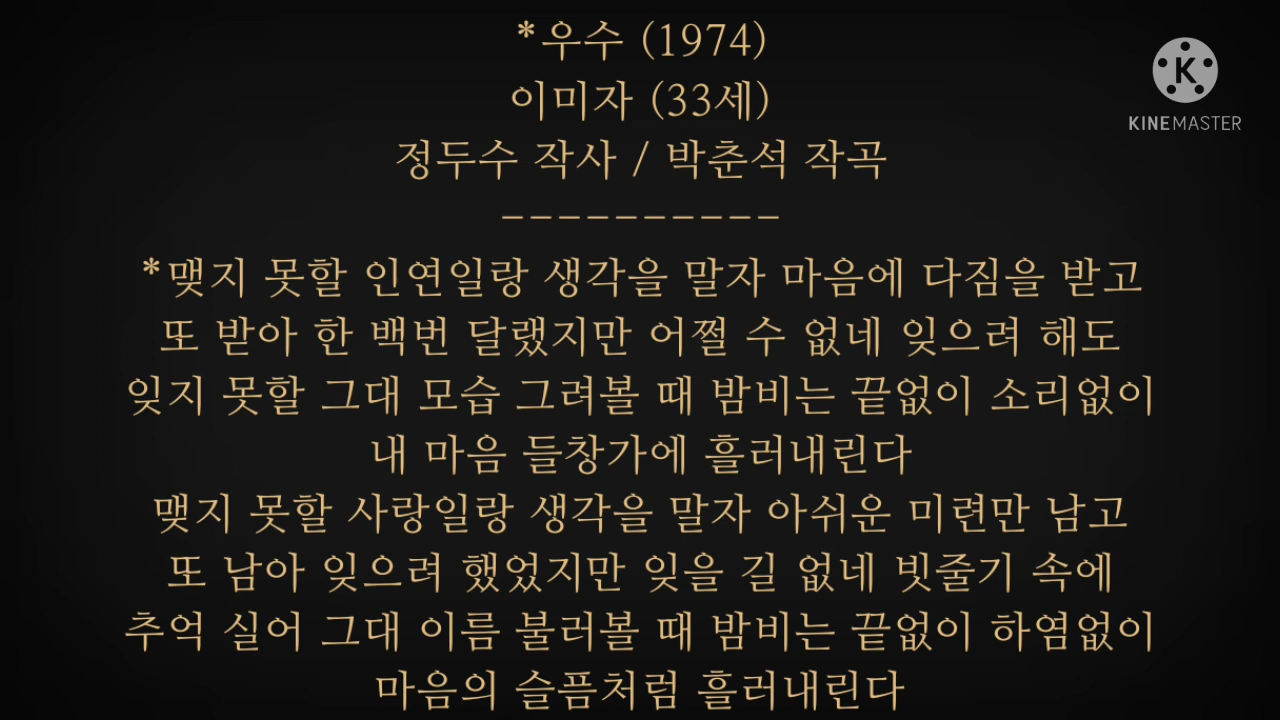 *우수 (1974)
이미자 (33세)
정두수 작사 / 박춘석 작곡
----------
*맺지 못할 인연일랑 생각을 말자 마음에 다짐을 받고
또 받아 한 백번 달랬지만 어쩔 수 없네 잊으려 해도
잊지 못할 그대 모습 그려볼 때 밤비는 끝없이 소리없이
내 마음 들창가에 흘러내린다
맺지 못할 사랑일랑 생각을 말자 아쉬운 미련만 남고
또 남아 잊으려 했었지만 잊을 길 없네 빗줄기 속에
추억 실어 그대 이름 불러볼 때 밤비는 끝없이 하염없이
마음의 슬픔처럼 흘러내린다
K
KINEMASTER